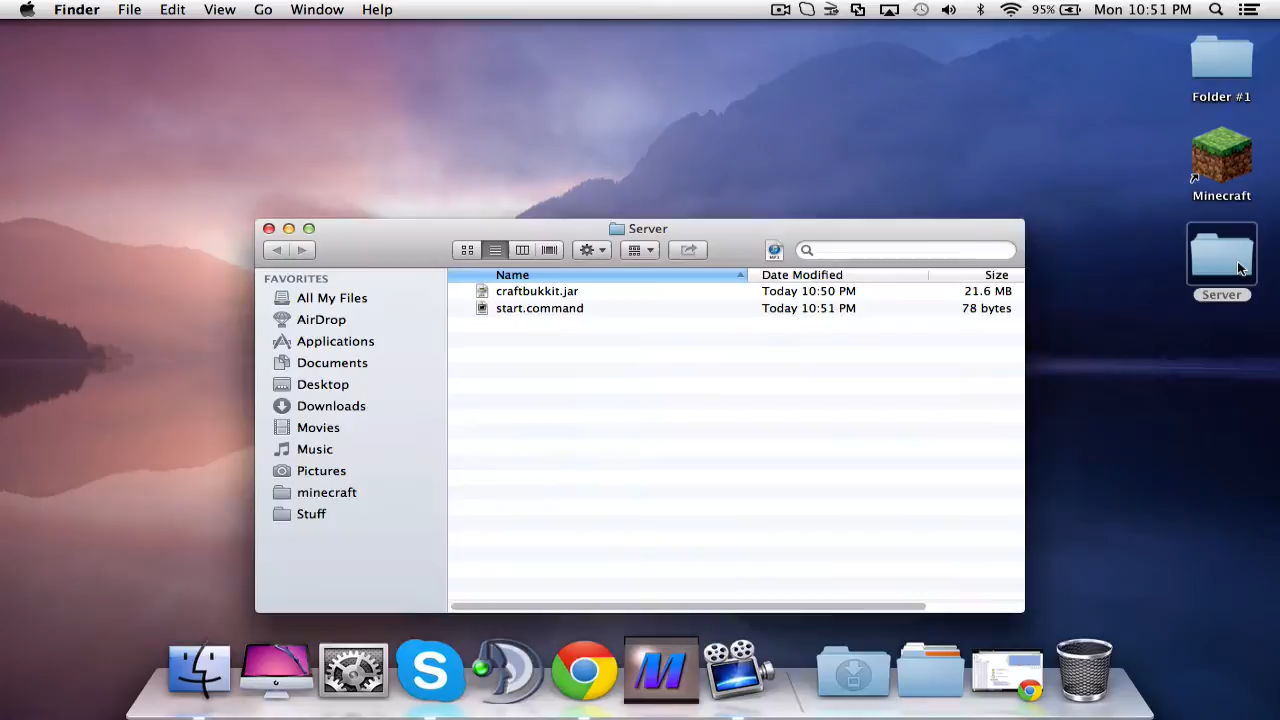 Finder File Edit View Go Window Help 95% Mon 10:51 PM
Folder #1
Minecraft
Server
Server
FAVORITES
All My Files
AirDrop
Applications
Documents
Desktop
Downloads
Movies
Music
Pictures
minecraft
Stuff
Name Date Modified Size
craftbukkit.jar Today 10:50 PM 21.6 MB
start.command Today 10:51 PM 78 bytes